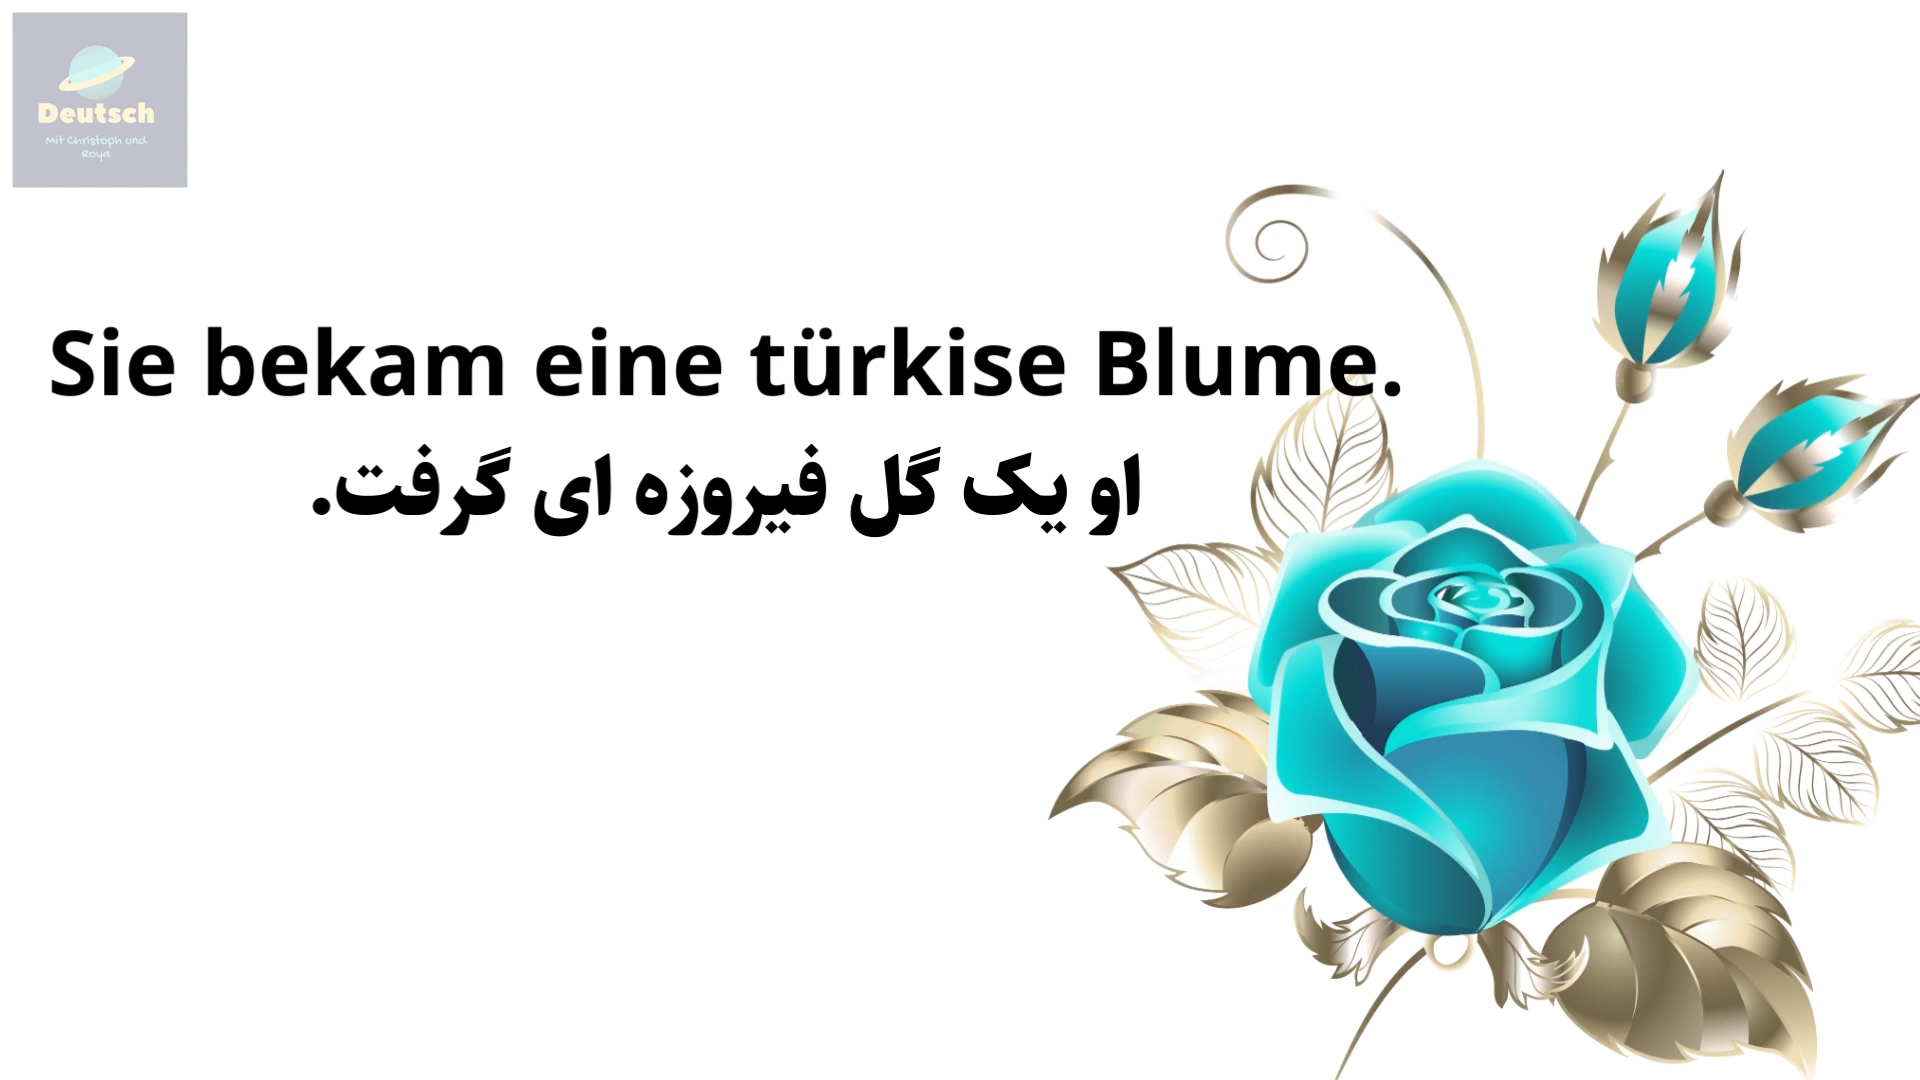 Deutsch
Mit Christoph und
Roya
Sie bekam eine türkise Blume.
او یک گل فیروزه ای گرفت.